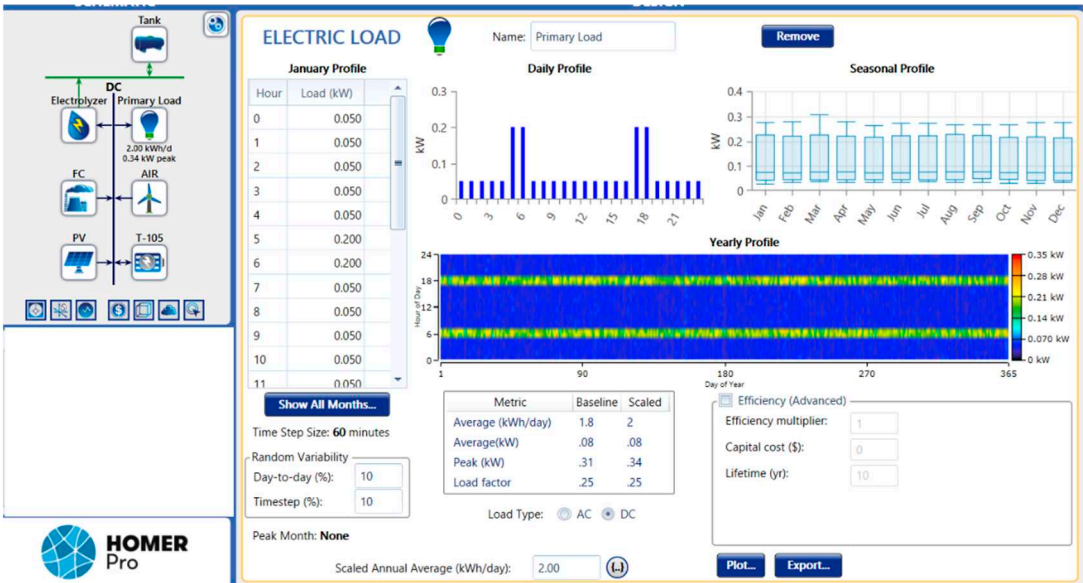 Tank
DC
Electrolyzer Primary Load
2.00 kWh/d
0.34 kW peak
FC AIR
PV T-105
HOMER
Pro
ELECTRIC LOAD
Name: Primary Load
Remove
January Profile
Hour Load (kW)
0 0.050
1 0.050
2 0.050
3 0.050
4 0.050
5 0.200
6 0.200
7 0.050
8 0.050
9 0.050
10 0.050
11 0.050
Show All Months...
Time Step Size: 60 minutes
Random Variability
Day-to-day (%): 10
Timestep (%): 10
Peak Month: None
Daily Profile
kW
0.3
0.2
0.1
0
0 3 6 9 12 15 18 21
Seasonal Profile
kW
0.4
0.3
0.2
0.1
0
Jan Feb Mar Apr May Jun Jul Aug Sep Oct Nov Dec
Yearly Profile
Hour of Day
24
18
12
6
0
1 90 180 270 365
Day of Year
0.35 kW
0.28 kW
0.21 kW
0.14 kW
0.070 kW
0 kW
Metric Baseline Scaled
Average (kWh/day) 1.8 2
Average(kW) .08 .08
Peak (kW) .31 .34
Load factor .25 .25
Load Type: AC DC
Efficiency (Advanced)
Efficiency multiplier: 1
Capital cost ($): 0
Lifetime (yr): 10
Scaled Annual Average (kWh/day): 2.00 {..}
Plot... Export...